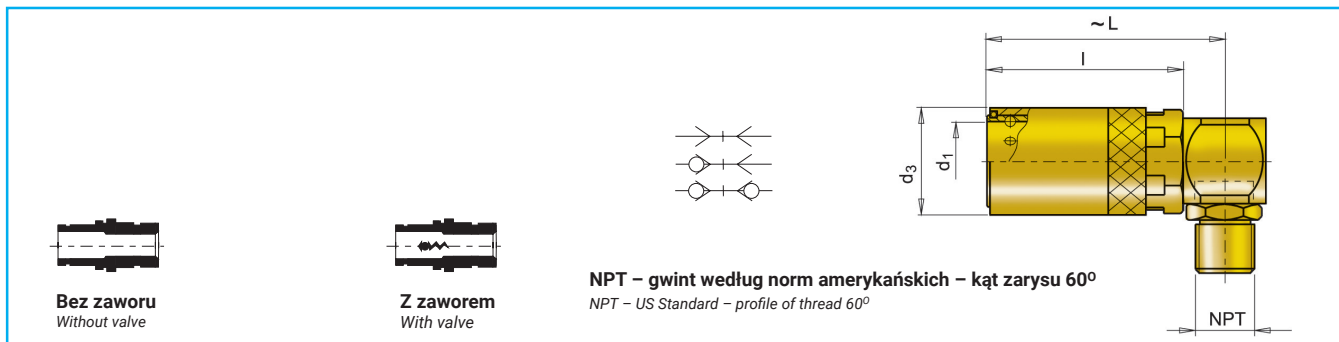 ~L
l
d3
d1
Bez zaworu
Without valve
Z zaworem
With valve
NPT – gwint według norm amerykańskich – kąt zarysu 60º
NPT – US Standard – profile of thread 60º
NPT